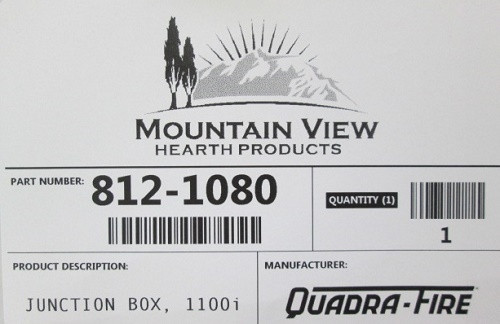 MOUNTAIN VIEW
HEARTH PRODUCTS
PART NUMBER: 812-1080
QUANTITY (1)
1
PRODUCT DESCRIPTION:
JUNCTION BOX, 1100i
MANUFACTURER:
QUADRA-FIRE